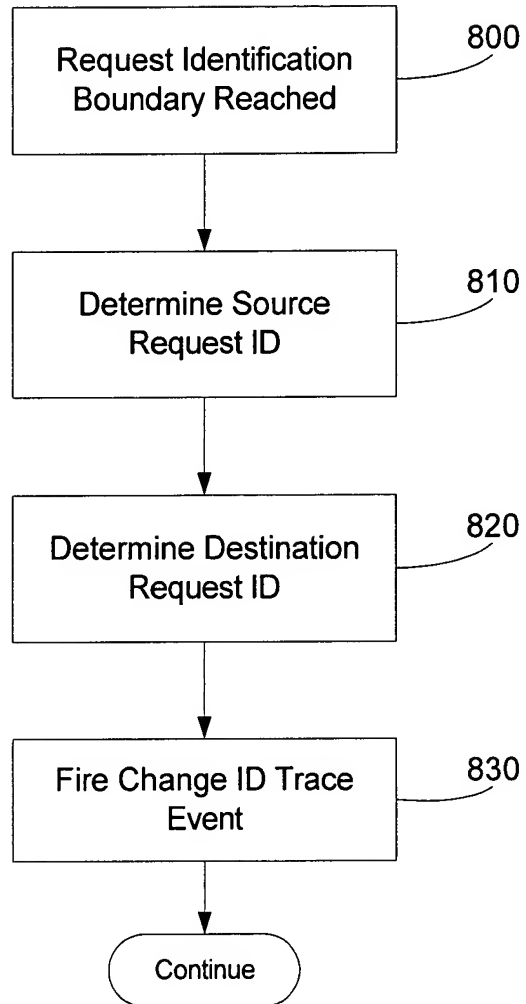 Request Identification
Boundary Reached
800
Determine Source
Request ID
810
Determine Destination
Request ID
820
Fire Change ID Trace
Event
830
Continue